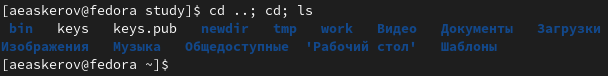 [aeaskerov@fedora study]$ cd ..; cd; ls
bin keys keys.pub newdir tmp work Видео Документы Загрузки
Изображения Музыка Общедоступные 'Рабочий стол' Шаблоны
[aeaskerov@fedora ~]$